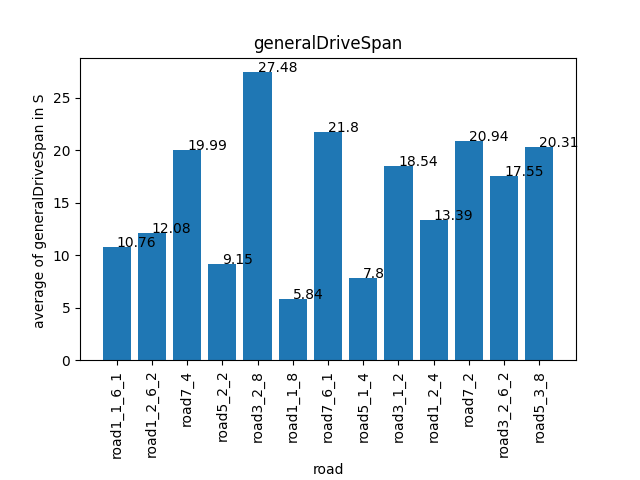 generalDriveSpan
average of generalDriveSpan in S
25
20
15
10
5
0
10.76
12.08
19.99
9.15
27.48
5.84
21.8
7.8
18.54
13.39
20.94
17.55
20.31
road1_1_6_1
road1_2_6_2
road7_4
road5_2_2
road3_2_8
road1_1_8
road7_6_1
road5_1_4
road3_1_2
road1_2_4
road7_2
road3_2_6_2
road5_3_8
road